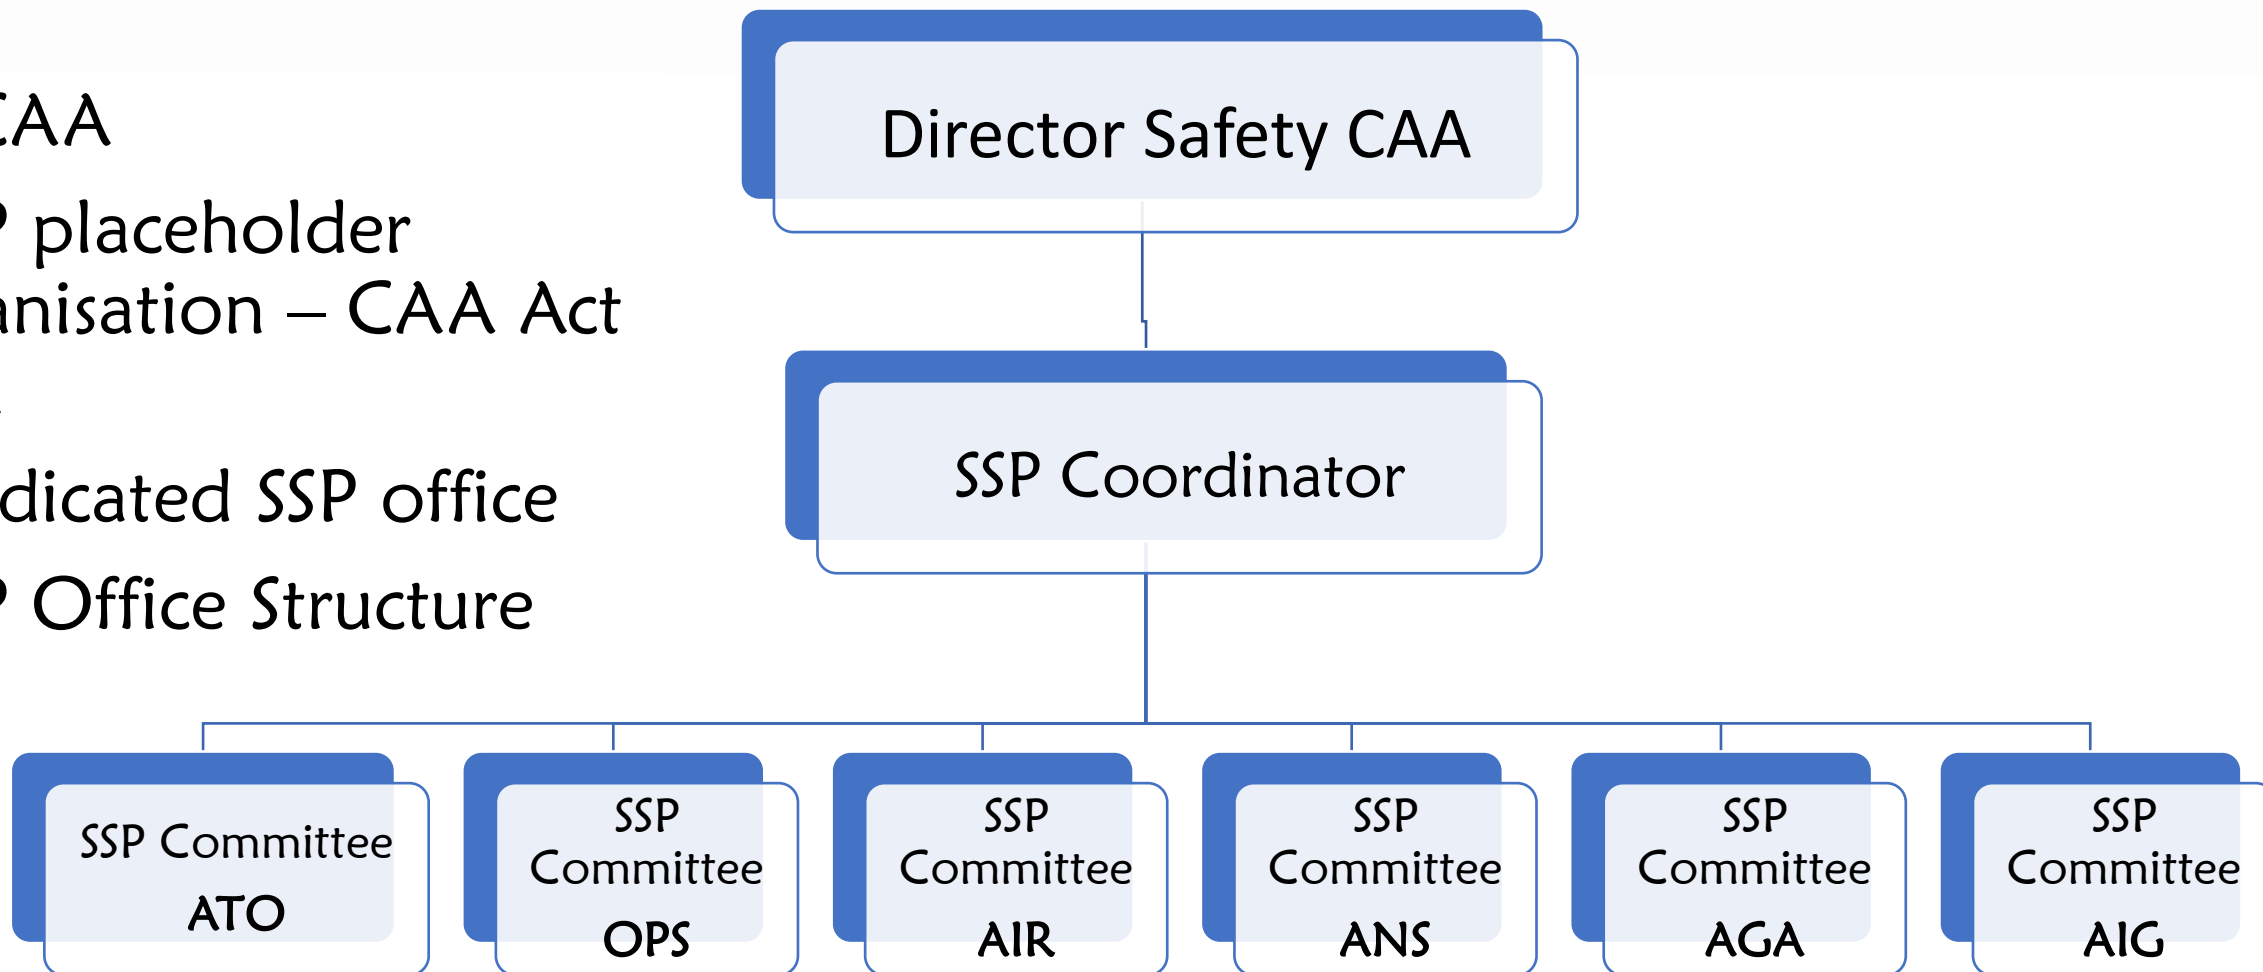 CAA
P placeholder
anisation – CAA Act
dicated SSP office
P Office Structure
Director Safety CAA
SSP Coordinator
SSP Committee
ATO
SSP
Committee
OPS
SSP
Committee
AIR
SSP
Committee
ANS
SSP
Committee
AGA
SSP
Committee
AIG